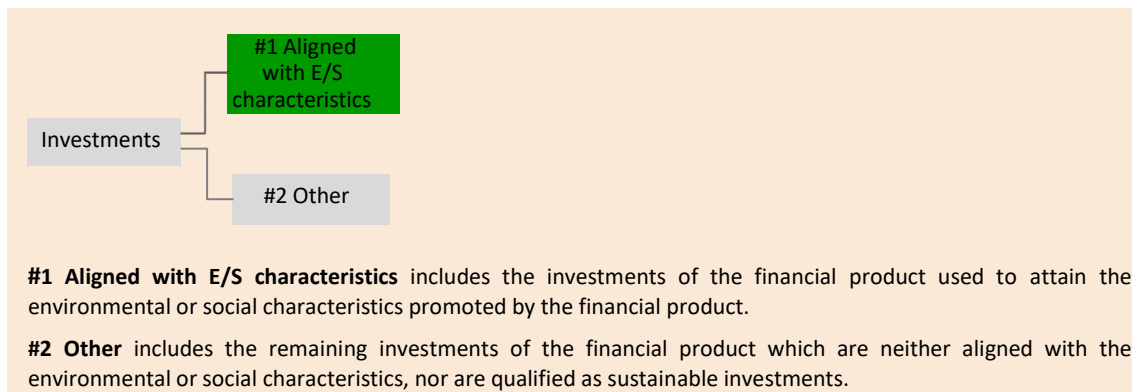 #1 Aligned
with E/S
characteristics
Investments
#2 Other
#1 Aligned with E/S characteristics includes the investments of the financial product used to attain the
environmental or social characteristics promoted by the financial product.
#2 Other includes the remaining investments of the financial product which are neither aligned with the
environmental or social characteristics, nor are qualified as sustainable investments.